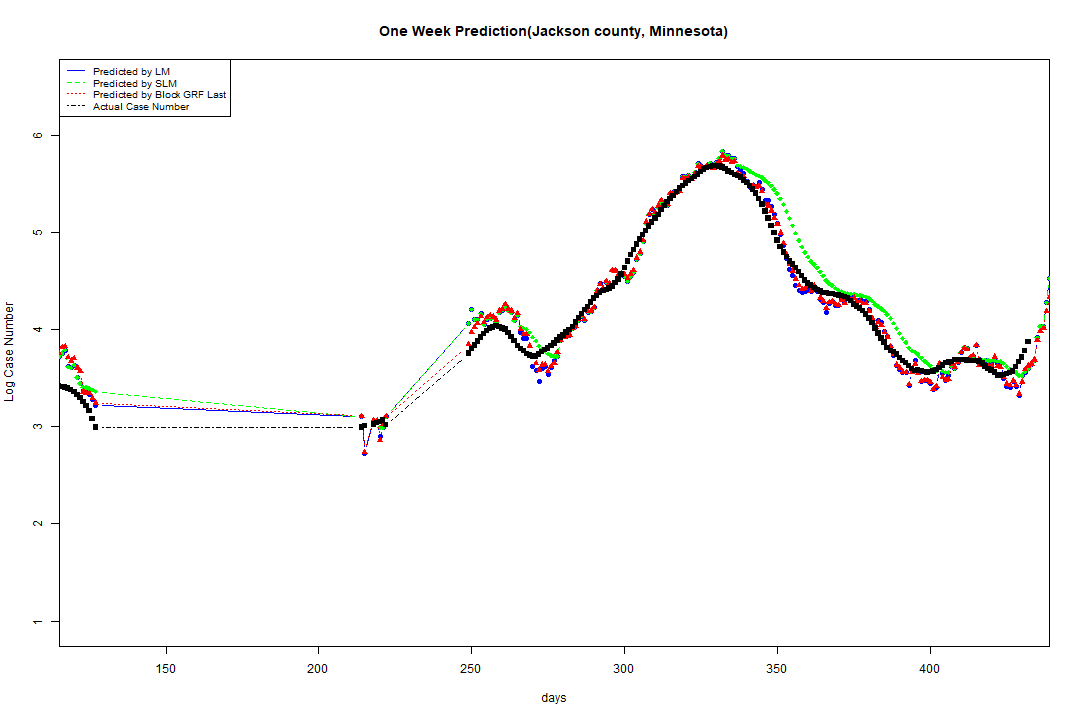 One Week Prediction(Jackson county, Minnesota)
Predicted by LM
Predicted by SLM
Predicted by Block GRF Last
Actual Case Number
6
5
4
3
2
1
Log Case Number
150 200 250 300 350 400
days